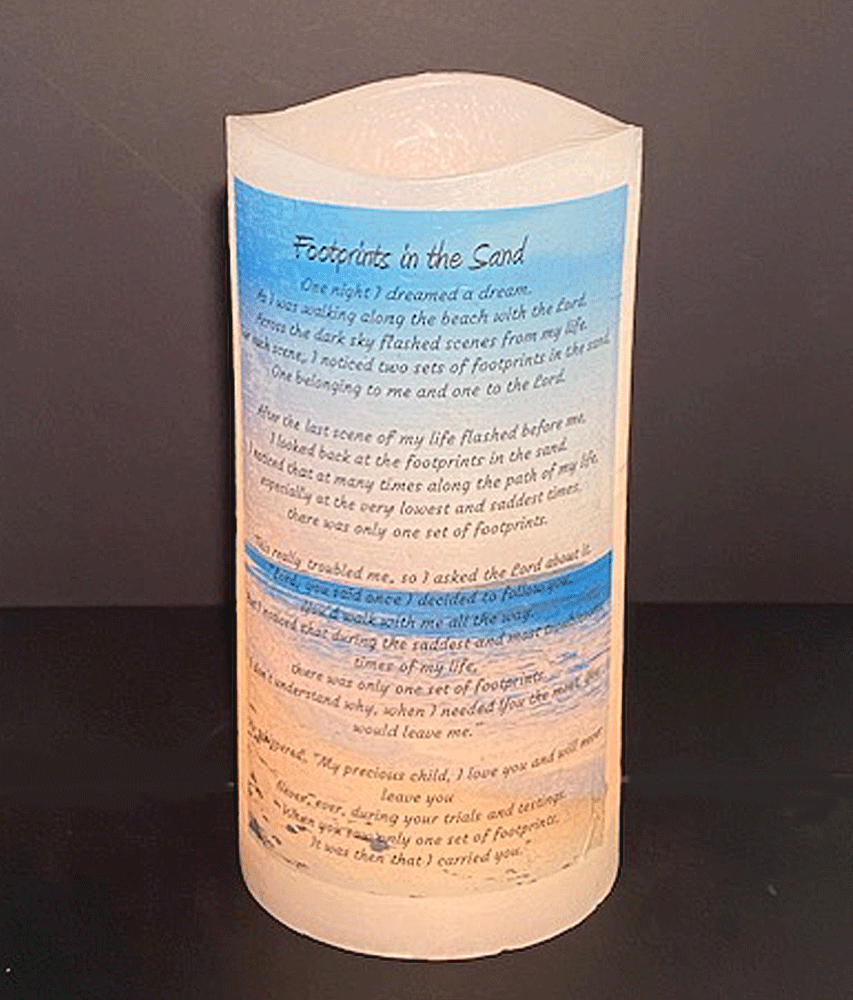 Footprints in the Sand
One night I dreamed a dream.
As I was walking along the beach with the Lord.
Across the dark sky flashed scenes from my life.
each scene, I noticed two sets of footprints in the sand,
One belonging to me and one to the Lord.
After the last scene of my life flashed before me,
I looked back at the footprints in the sand.
I noticed that at many times along the path of my life,
especially at the very lowest and saddest times,
there was only one set of footprints.
This really troubled me, so I asked the Lord about it.
"Lord, you said once I decided to follow you,
You'd walk with me all the way.
But I noticed that during the saddest and most
times of my life,
there was only one set of footprints.
I don't understand why, when I needed You the most, You
would leave me."
He whispered, "My precious child, I love you and will never
leave you
Never, ever, during your trials and testings.
When you saw only one set of footprints,
It was then that I carried you."